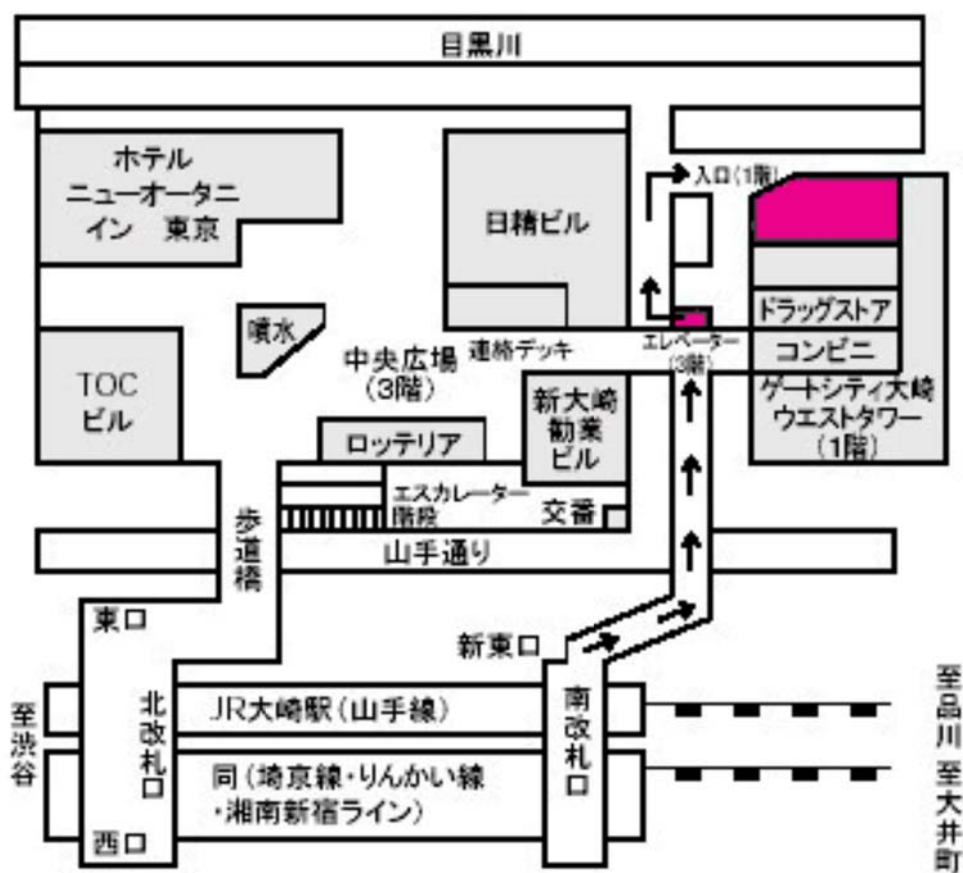 目黒川
ホテル
ニューオータニ
イン 東京
日精ビル
入口(1階)
噴水
中央広場
(3階)
連絡デッキ
エレベーター
(3階)
ドラッグストア
コンビニ
ゲートシティ大崎
ウエストタワー
(1階)
TOC
ビル
ロッテリア
新大崎
勧業
ビル
エスカレーター
階段
交番
歩道橋
山手通り
東口
新東口
至渋谷
北改札口
JR大崎駅(山手線)
南改札口
同(埼京線・りんかい線
・湘南新宿ライン)
西口
至品川
至大井町